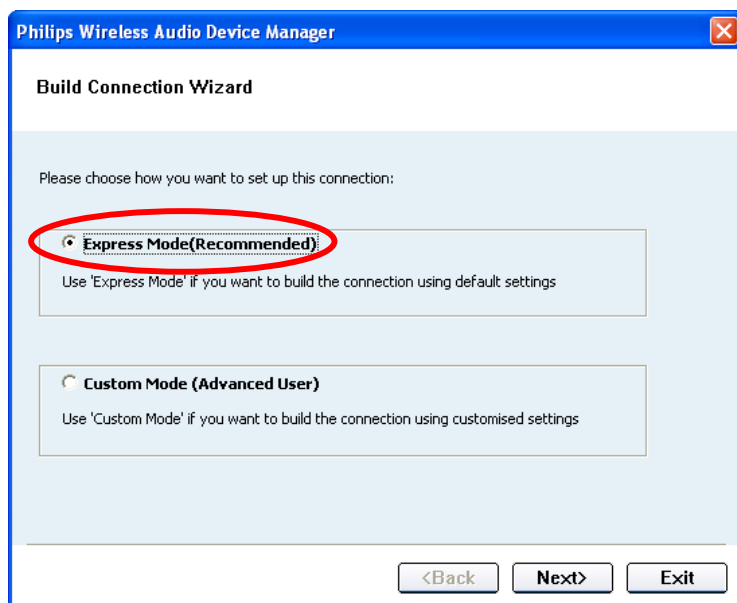 Philips Wireless Audio Device Manager
Build Connection Wizard
Please choose how you want to set up this connection:
Express Mode(Recommended)
Use 'Express Mode' if you want to build the connection using default settings
Custom Mode (Advanced User)
Use 'Custom Mode' if you want to build the connection using customised settings
<Back Next> Exit